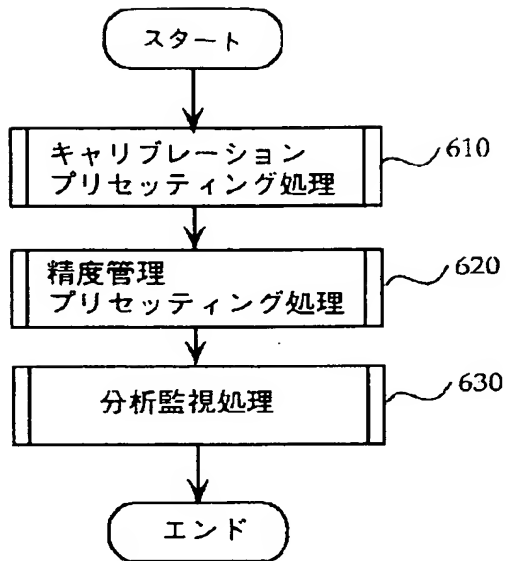 スタート
キャリブレーション
プリセッティング処理
610
精度管理
プリセッティング処理
620
分析監視処理
630
エンド